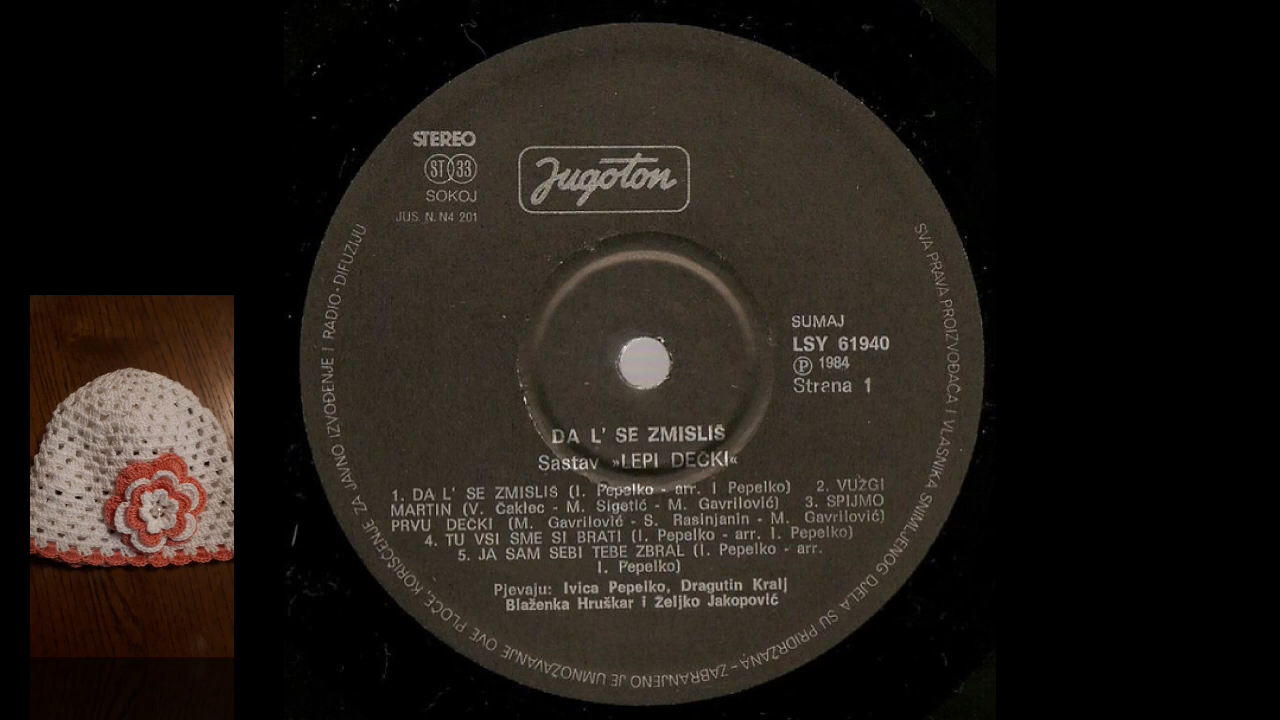 STEREO
ST 33
SOKOJ
JUS. N. N4 201
Jugoton
SUMAJ
LSY 61940
Ⓟ 1984
Strana 1
DA L' SE ZMISLIŠ
Sastav »LEPI DEČKI«
1. DA L' SE ZMISLIŠ (I. Pepelko - arr. I Pepelko) 2. VUŽGI
MARTIN (V. Čaklec - M. Sigetić - M. Gavrilović) 3. SPIJMO
PRVU DEČKI (M. Gavrilović - S. Rasinjanin - M. Gavrilović)
4. TU VSI SME SI BRATI (I. Pepelko - arr. I. Pepelko)
5. JA SAM SEBI TEBE ZBRAL (I. Pepelko - arr.
I. Pepelko)
Pjevaju: Ivica Pepelko, Dragutin Kralj
Blaženka Hruškar i Željko Jakopović
SVA PRAVA PROIZVOĐAČA I VLASNIKA SNIMLJENOG DJELA SU PRIDRŽANA - ZABRANJENO JE UMNOŽAVANJE OVE PLOČE, KORIŠĆENJE ZA JAVNO IZVOĐENJE I RADIO-DIFUZIJU